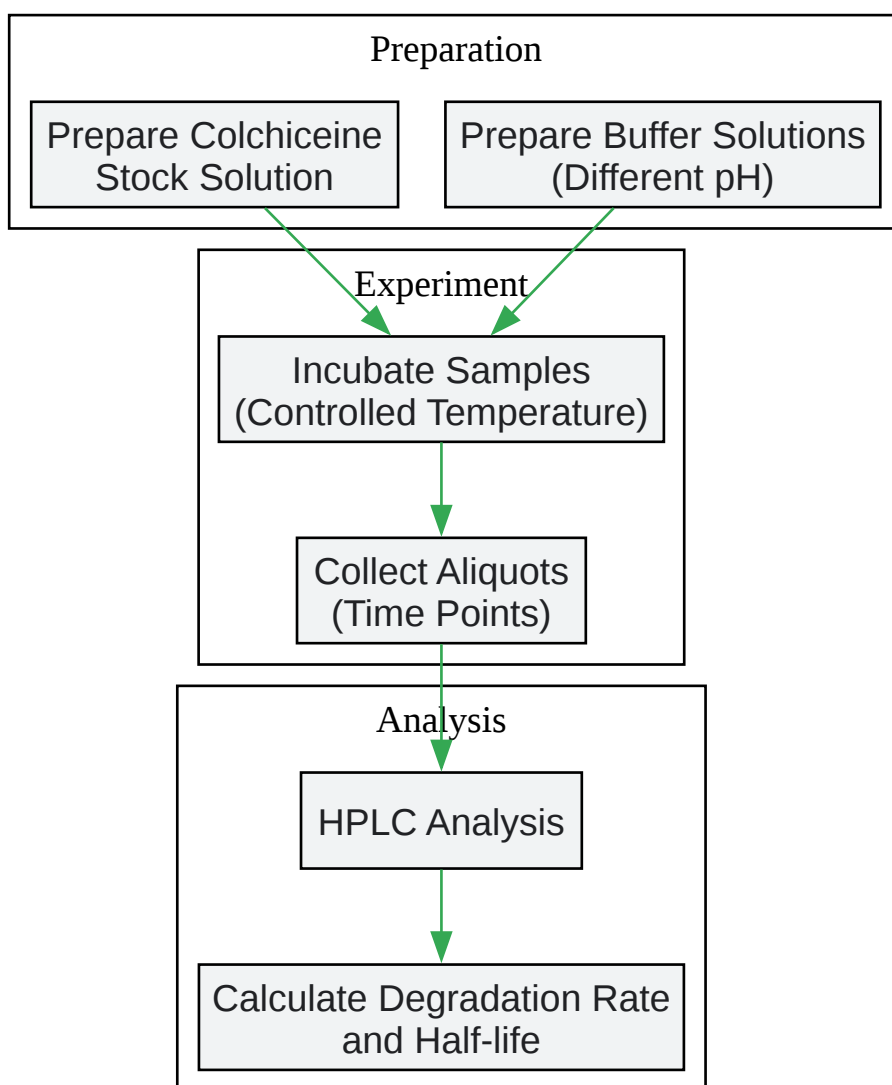 Preparation
Prepare Colchiceine
Stock Solution
Prepare Buffer Solutions
(Different pH)
Experiment
Incubate Samples
(Controlled Temperature)
Collect Aliquots
(Time Points)
Analysis
HPLC Analysis
Calculate Degradation Rate
and Half-life